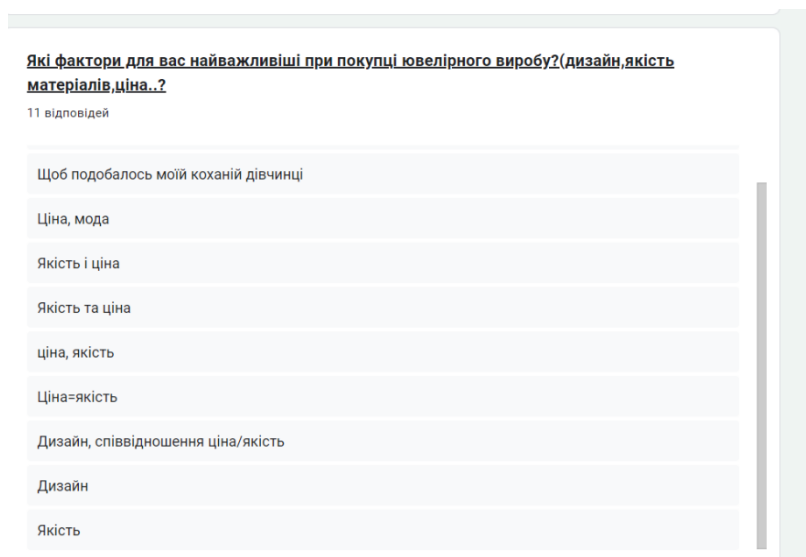 Які фактори для вас найважливіші при покупці ювелірного виробу?(дизайн,якість
матеріалів,ціна..?
11 відповідей
Щоб подобалось моїй коханій дівчинці
Ціна, мода
Якість і ціна
Якість та ціна
ціна, якість
Ціна=якість
Дизайн, співвідношення ціна/якість
Дизайн
Якість